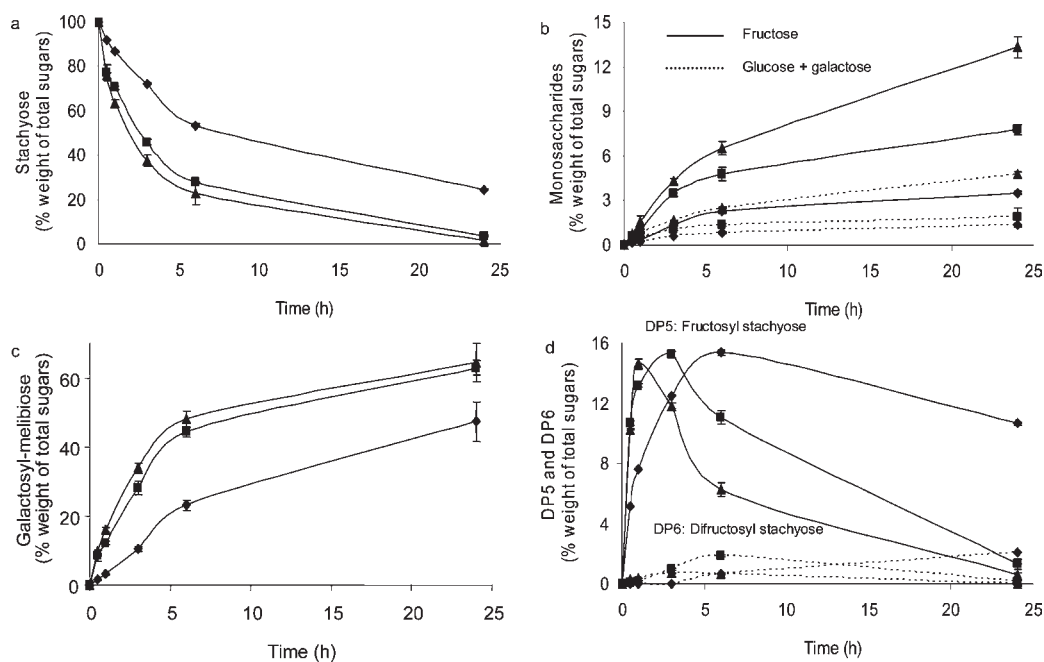 a
Stachyose
(% weight of total sugars)
100
80
60
40
20
0
0
5
10
15
20
25
Time (h)
b
Monosaccharides
(% weight of total sugars)
15
12
9
6
3
0
Fructose
Glucose + galactose
0
5
10
15
20
25
Time (h)
c
Galactosyl-melibiose
(% weight of total sugars)
60
40
20
0
0
5
10
15
20
25
Time (h)
DP5: Fructosyl stachyose
d
DP5 and DP6
(% weight of total sugars)
16
12
8
4
0
DP6: Difructosyl stachyose
0
5
10
15
20
25
Time (h)